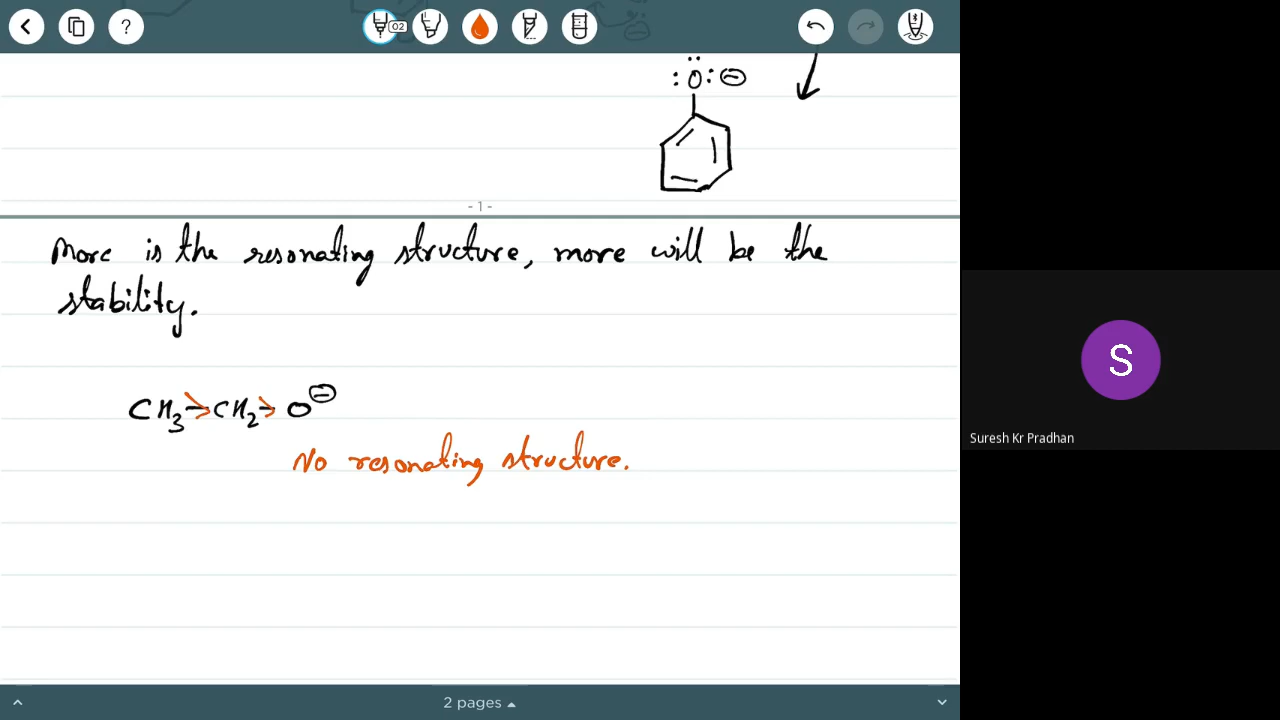 ?
02
:Ö:⊖
- 1 -
More is the resonating structure, more will be the
stability.
CH₃ > CH₂ > O⊖
No resonating structure.
2 pages
S
Suresh Kr Pradhan